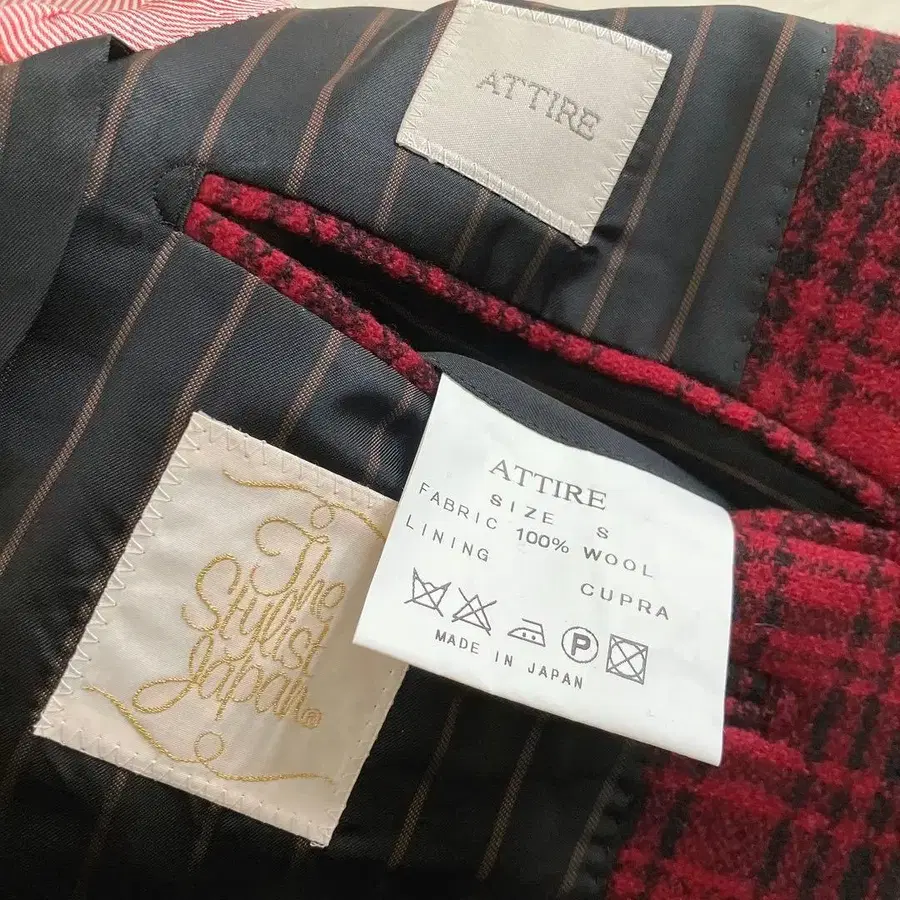 ATTIRE
ATTIRE
SIZE S
FABRIC 100% WOOL
LINING CUPRA
P
MADE IN JAPAN
The
Stylist
Japan®